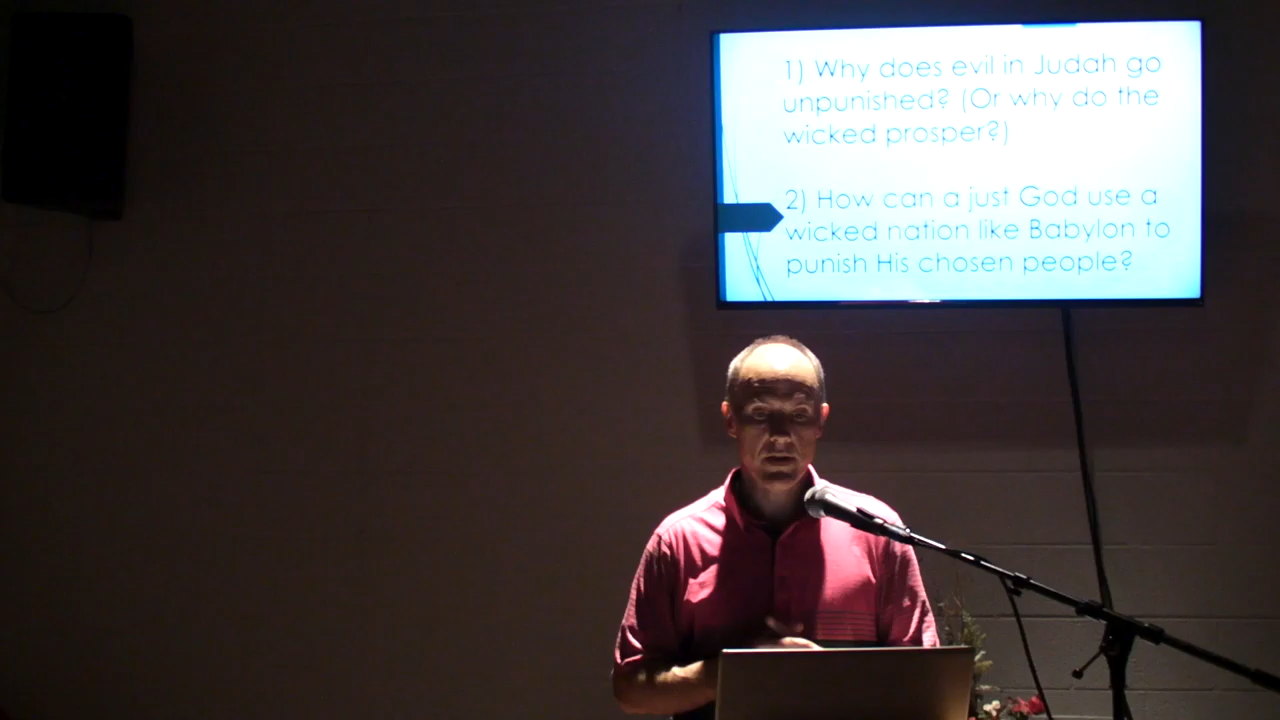 1) Why does evil in Judah go
unpunished? (Or why do the
wicked prosper?)
2) How can a just God use a
wicked nation like Babylon to
punish His chosen people?